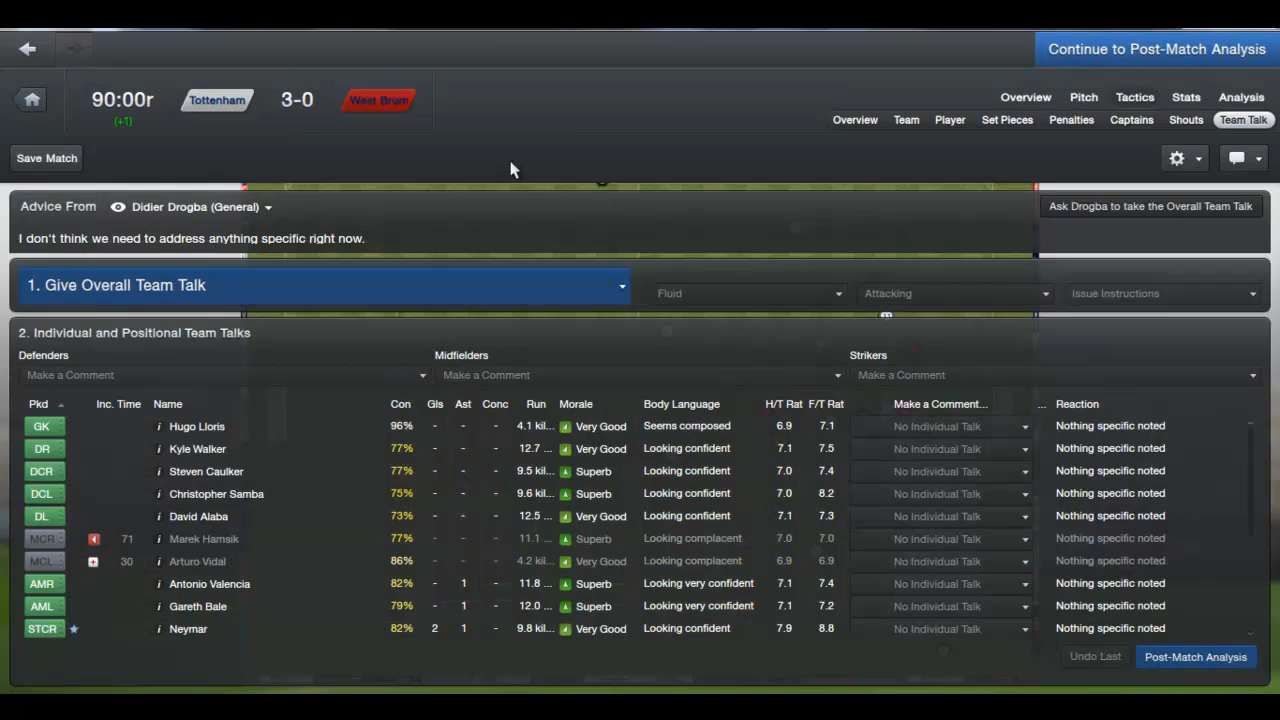 Continue to Post-Match Analysis
90:00r Tottenham 3-0 West Brom
(+1)
Overview Pitch Tactics Stats Analysis
Overview Team Player Set Pieces Penalties Captains Shouts Team Talk
Save Match
Advice From Didier Drogba (General) Ask Drogba to take the Overall Team Talk
I don't think we need to address anything specific right now.
1. Give Overall Team Talk Fluid Attacking Issue Instructions
2. Individual and Positional Team Talks
Defenders Midfielders Strikers
Make a Comment Make a Comment Make a Comment
Pkd Inc. Time Name Con Gls Ast Conc Run Morale Body Language H/T Rat F/T Rat Make a Comment... ... Reaction
GK i Hugo Lloris 96% - - - 4.1 kil... Very Good Seems composed 6.9 7.1 No Individual Talk Nothing specific noted
DR i Kyle Walker 77% - - - 12.7 ... Very Good Looking confident 7.1 7.5 No Individual Talk Nothing specific noted
DCR i Steven Caulker 77% - - - 9.5 kil... Superb Looking confident 7.0 7.4 No Individual Talk Nothing specific noted
DCL i Christopher Samba 75% - - - 9.6 kil... Superb Looking confident 7.0 8.2 No Individual Talk Nothing specific noted
DL i David Alaba 73% - - - 12.5 ... Very Good Looking confident 7.1 7.3 No Individual Talk Nothing specific noted
MCR 71 i Marek Hamsik 77% - - - 11.1 ... Superb Looking complacent 7.0 7.0 No Individual Talk Nothing specific noted
MCL 30 i Arturo Vidal 86% - - - 4.2 kil... Very Good Looking complacent 6.9 6.9 No Individual Talk Nothing specific noted
AMR i Antonio Valencia 82% - 1 - 11.8 ... Superb Looking very confident 7.1 7.4 No Individual Talk Nothing specific noted
AML i Gareth Bale 79% - 1 - 12.0 ... Superb Looking very confident 7.1 7.2 No Individual Talk Nothing specific noted
STCR i Neymar 82% 2 1 - 9.8 kil... Very Good Looking confident 7.9 8.8 No Individual Talk Nothing specific noted
Undo Last Post-Match Analysis